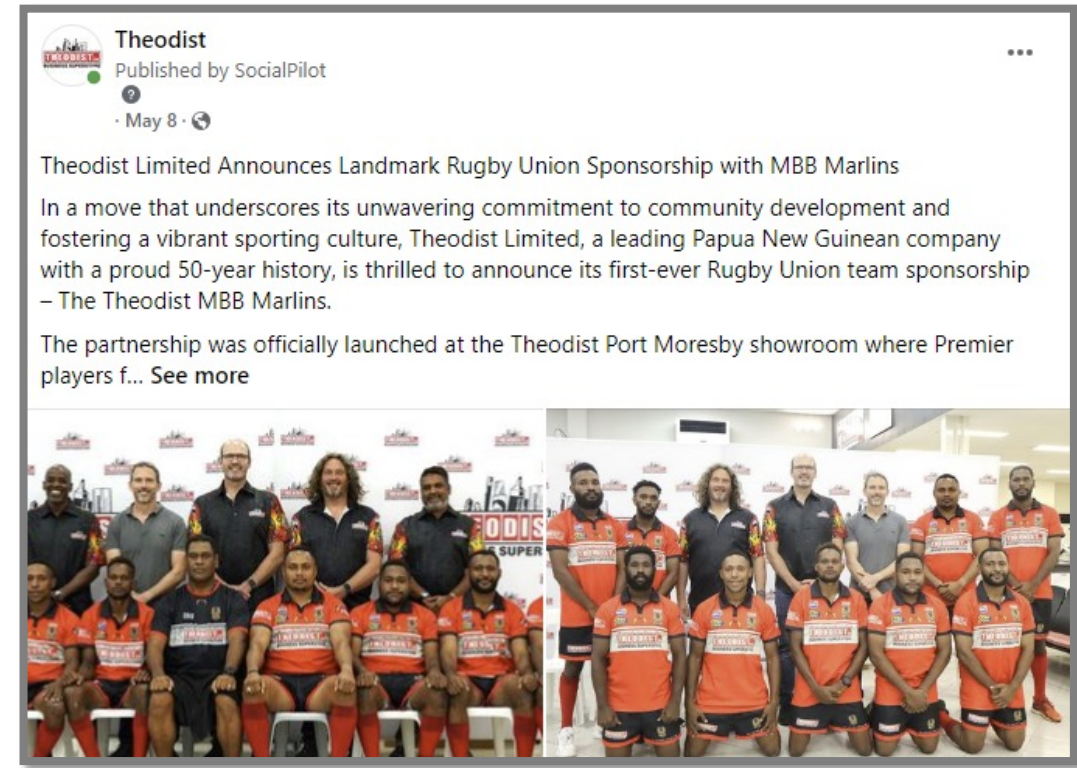 Theodist
Published by SocialPilot
· May 8 ·
Theodist Limited Announces Landmark Rugby Union Sponsorship with MBB Marlins
In a move that underscores its unwavering commitment to community development and
fostering a vibrant sporting culture, Theodist Limited, a leading Papua New Guinean company
with a proud 50-year history, is thrilled to announce its first-ever Rugby Union team sponsorship
– The Theodist MBB Marlins.
The partnership was officially launched at the Theodist Port Moresby showroom where Premier
players f... See more